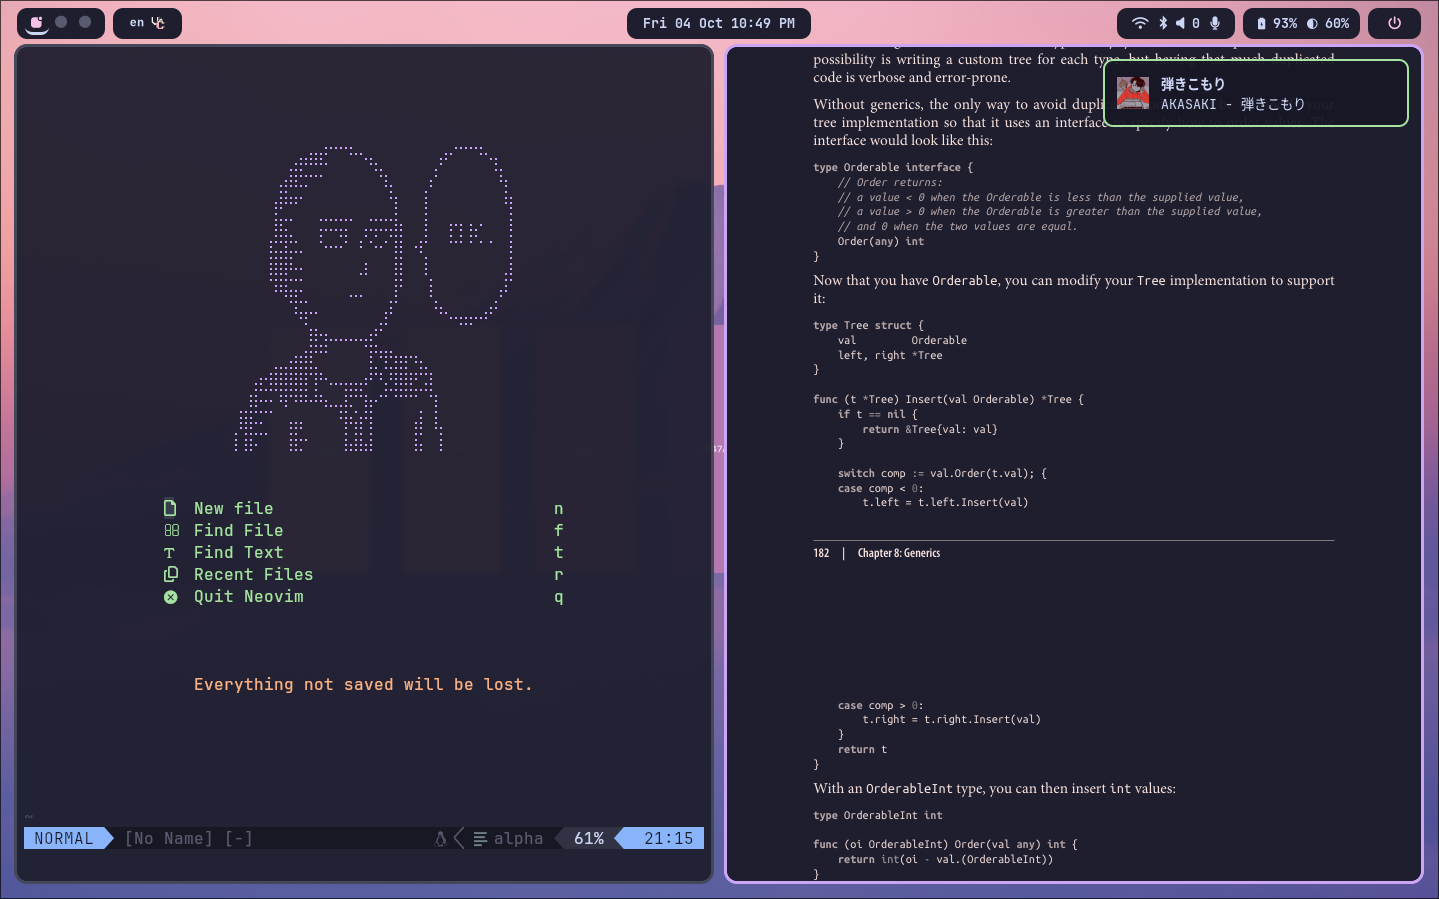 en
Fri 04 Oct 10:49 PM
0
93%
60%
New file n
Find File f
Find Text t
Recent Files r
Quit Neovim q
Everything not saved will be lost.
~
NORMAL [No Name] [-] alpha 61% 21:15
possibility is writing a custom tree for each type, but having that much duplicated
code is verbose and error-prone.
弾きこもり
AKASAKI - 弾きこもり
Without generics, the only way to avoid your
tree implementation so that it uses an interface to specify how to order values. The
interface would look like this:
type Orderable interface {
// Order returns:
// a value < 0 when the Orderable is less than the supplied value,
// a value > 0 when the Orderable is greater than the supplied value,
// and 0 when the two values are equal.
Order(any) int
}
Now that you have Orderable, you can modify your Tree implementation to support
it:
type Tree struct {
val Orderable
left, right *Tree
}
func (t *Tree) Insert(val Orderable) *Tree {
if t == nil {
return &Tree{val: val}
}
switch comp := val.Order(t.val); {
case comp < 0:
t.left = t.left.Insert(val)
182 | Chapter 8: Generics
case comp > 0:
t.right = t.right.Insert(val)
}
return t
}
With an OrderableInt type, you can then insert int values:
type OrderableInt int
func (oi OrderableInt) Order(val any) int {
return int(oi - val.(OrderableInt))
}